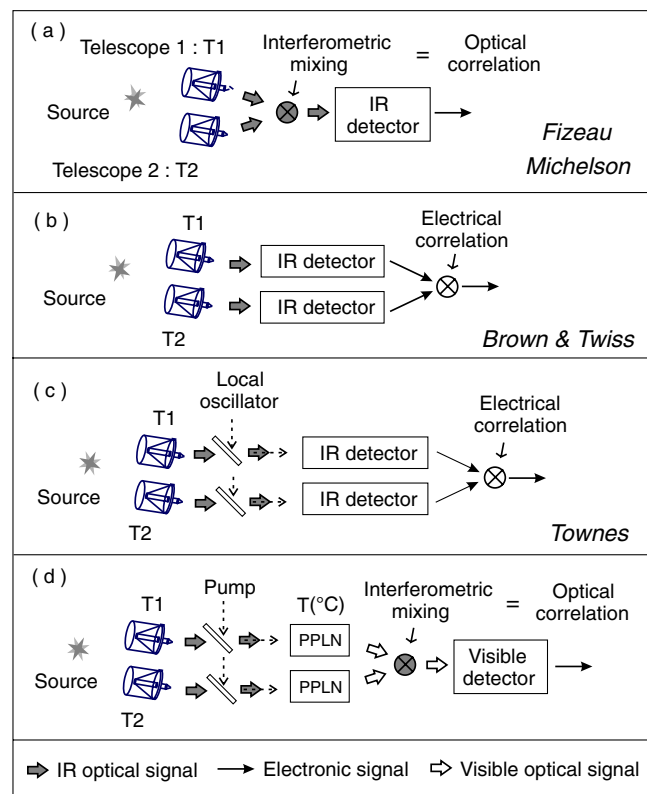 ( a )
Telescope 1 : T1
Interferometric
mixing
=
Optical
correlation
Source
IR
detector
Telescope 2 : T2
Fizeau
Michelson
( b )
T1
Electrical
correlation
IR detector
Source
IR detector
T2
Brown & Twiss
( c )
Local
oscillator
T1
Electrical
correlation
IR detector
Source
IR detector
T2
Townes
( d )
Pump
T(°C)
Interferometric
mixing
=
Optical
correlation
T1
PPLN
Source
PPLN
Visible
detector
T2
IR optical signal
Electronic signal
Visible optical signal